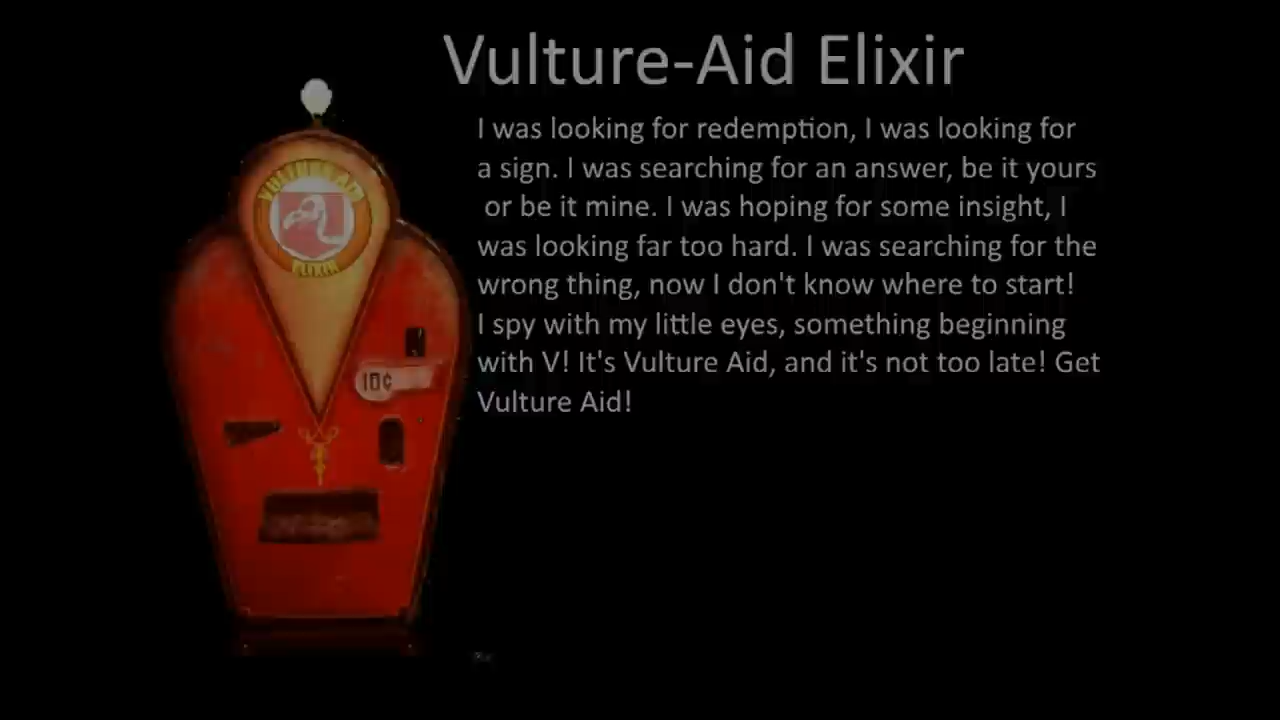 Vulture-Aid Elixir
I was looking for redemption, I was looking for
a sign. I was searching for an answer, be it yours
or be it mine. I was hoping for some insight, I
was looking far too hard. I was searching for the
wrong thing, now I don't know where to start!
I spy with my little eyes, something beginning
with V! It's Vulture Aid, and it's not too late! Get
Vulture Aid!
VULTURE AID
ELIXIR
10¢